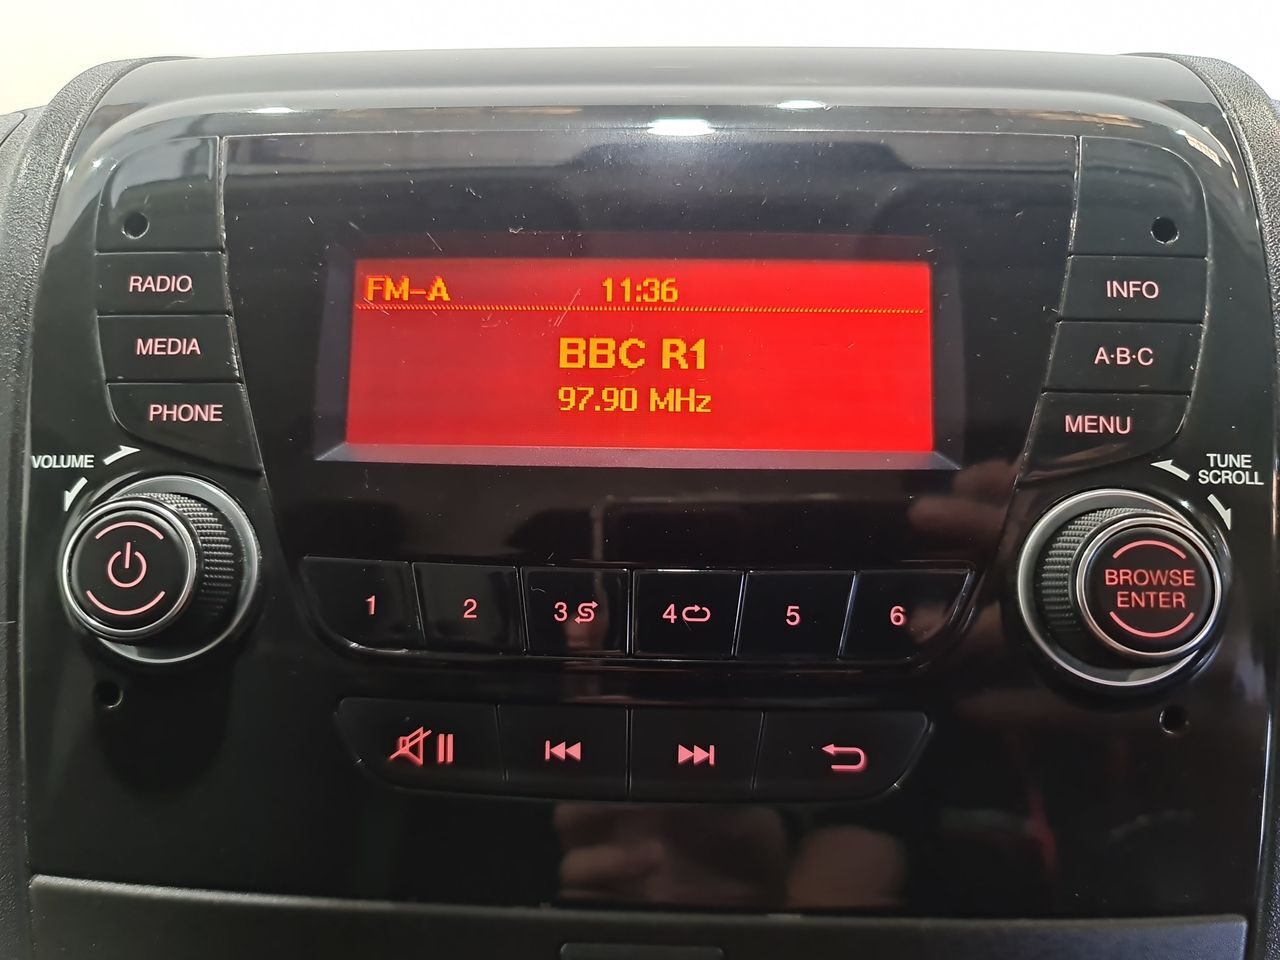 FM-A 11:36
BBC R1
97.90 MHz
RADIO
MEDIA
PHONE
INFO
A·B·C
MENU
VOLUME
TUNE
SCROLL
BROWSE
ENTER
1 2 3 4 5 6